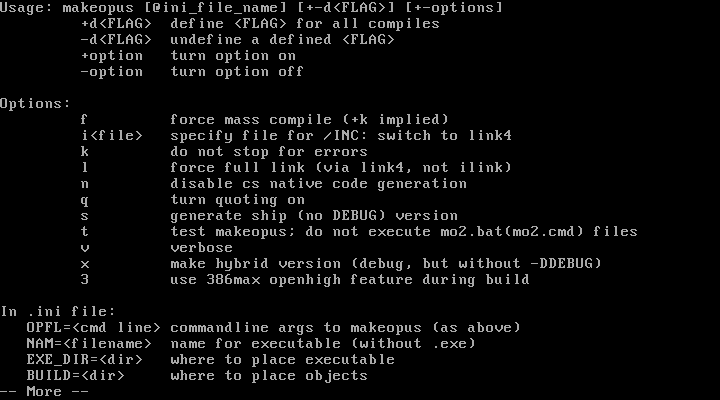 Usage: makeopus [@ini_file_name] [+-d<FLAG>] [+-options]
+d<FLAG> define <FLAG> for all compiles
-d<FLAG> undefine a defined <FLAG>
+option turn option on
-option turn option off
Options:
f force mass compile (+k implied)
i<file> specify file for /INC: switch to link4
k do not stop for errors
l force full link (via link4, not ilink)
n disable cs native code generation
q turn quoting on
s generate ship (no DEBUG) version
t test makeopus; do not execute mo2.bat(mo2.cmd) files
v verbose
x make hybrid version (debug, but without -DDEBUG)
3 use 386max openhigh feature during build
In .ini file:
OPFL=<cmd line> commandline args to makeopus (as above)
NAM=<filename> name for executable (without .exe)
EXE_DIR=<dir> where to place executable
BUILD=<dir> where to place objects
-- More --